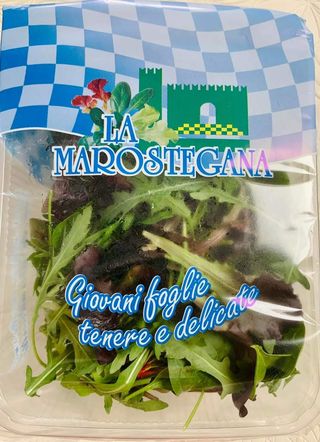 LA
MAROSTEGANA
Giovani foglie
tenere e delicate